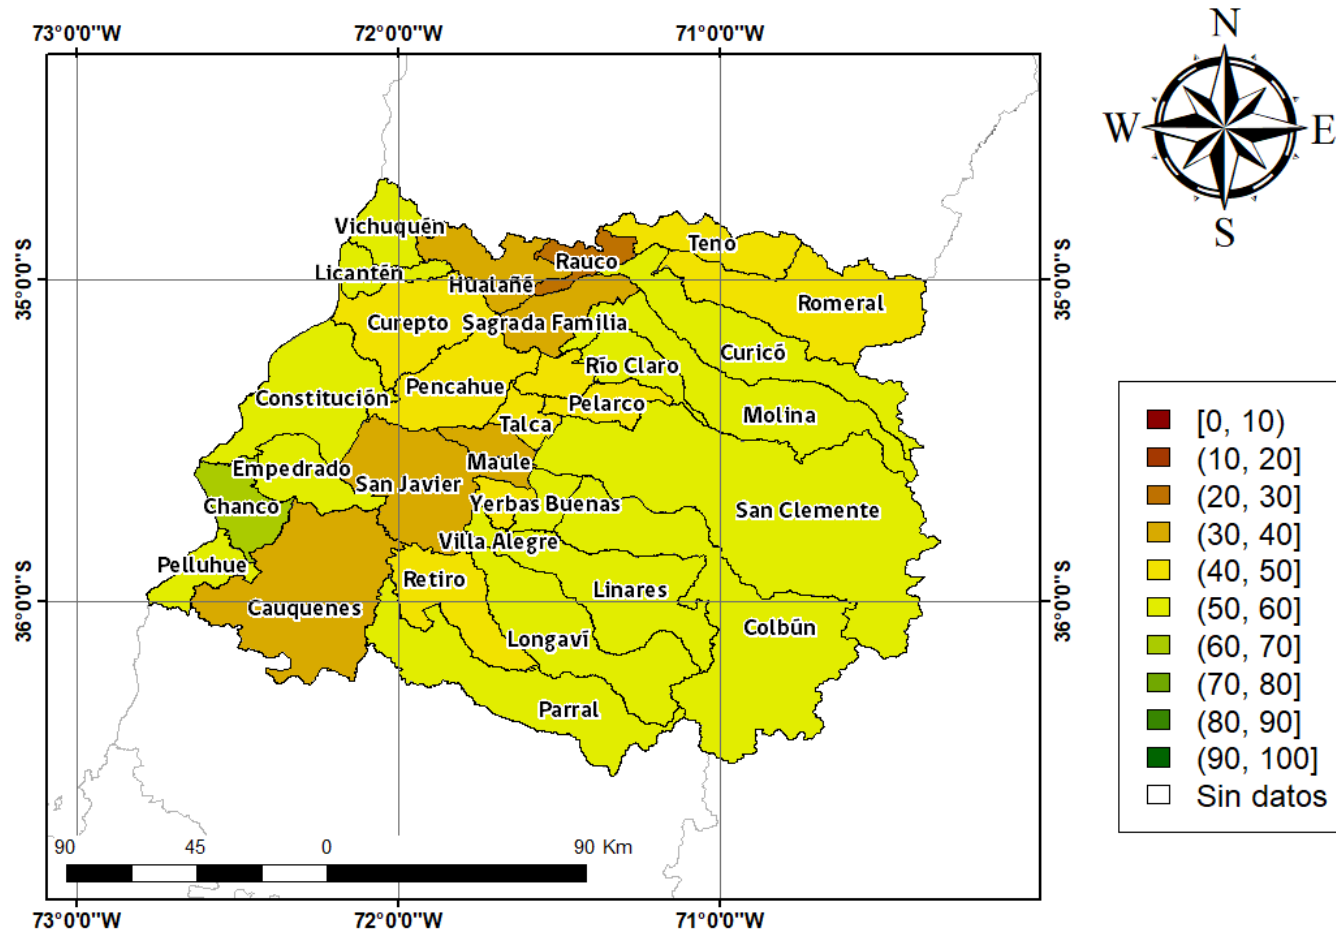 73°0'0"W 72°0'0"W 71°0'0"W
N
W E
S
35°0'0"S
35°0'0"S
36°0'0"S
36°0'0"S
Vichuquén
Teno
Rauco
Licantén
Hualañé
Romeral
Curepto
Sagrada Familia
Curicó
Río Claro
Pencahue
Constitución
Pelarco
Molina
Talca
Maule
Empedrado
San Javier
Yerbas Buenas
Chanco
San Clemente
Villa Alegre
Pelluhue
Retiro
Linares
Cauquenes
Colbún
Longaví
Parral
[0, 10)
(10, 20]
(20, 30]
(30, 40]
(40, 50]
(50, 60]
(60, 70]
(70, 80]
(80, 90]
(90, 100]
Sin datos
90 45 0 90 Km
73°0'0"W 72°0'0"W 71°0'0"W